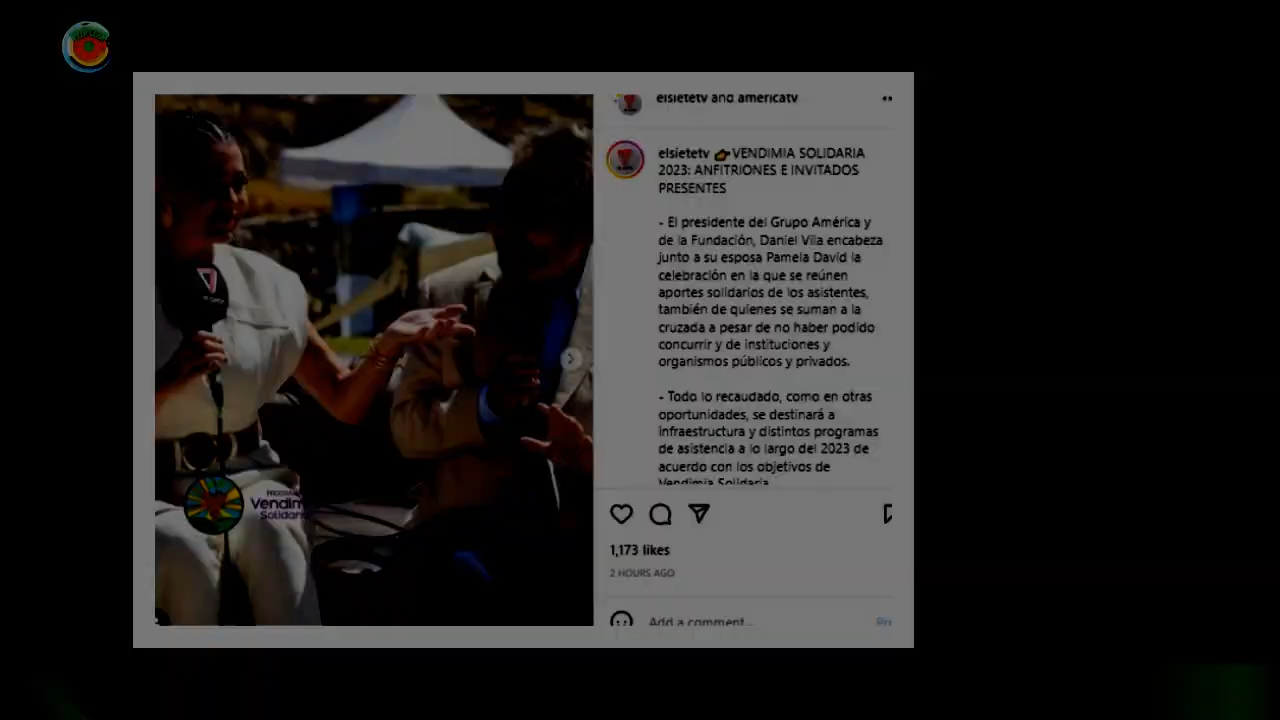 elsietetv and americatv
elsietetv 👉VENDIMIA SOLIDARIA
2023: ANFITRIONES E INVITADOS
PRESENTES
- El presidente del Grupo América y
de la Fundación, Daniel Vila encabeza
junto a su esposa Pamela David la
celebración en la que se reúnen
aportes solidarios de los asistentes,
también de quienes se suman a la
cruzada a pesar de no haber podido
concurrir y de instituciones y
organismos públicos y privados.
- Todo lo recaudado, como en otras
oportunidades, se destinará a
infraestructura y distintos programas
de asistencia a lo largo del 2023 de
acuerdo con los objetivos de
Vendimia Solidaria
Vendim
Solidari
1,173 likes
2 HOURS AGO
Add a comment...